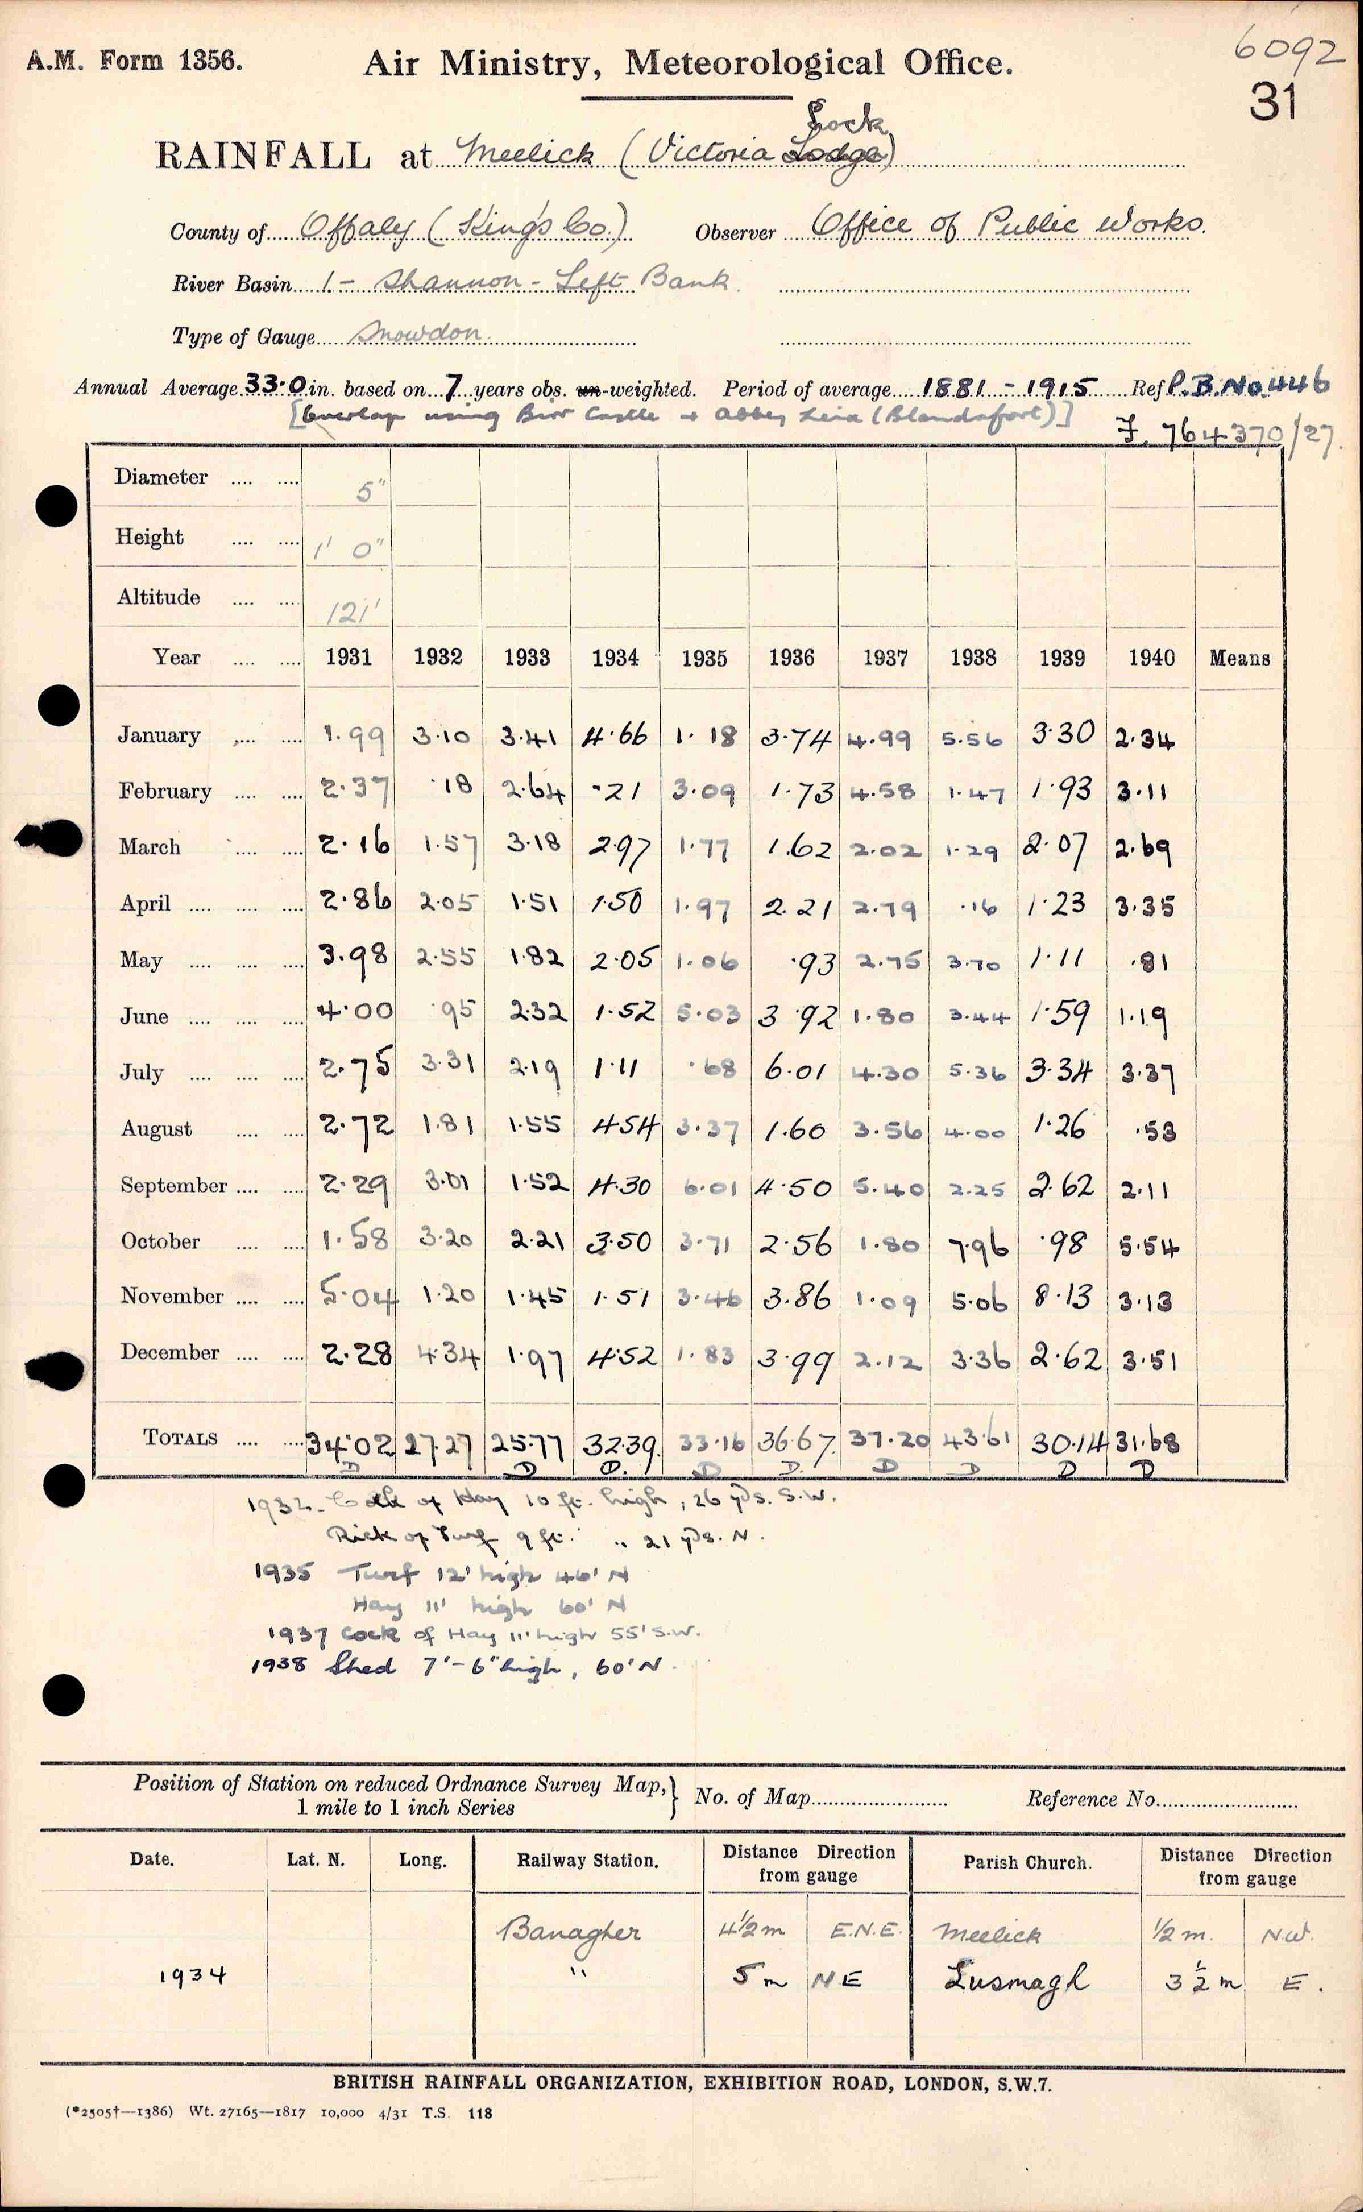 6092
A.M. Form 1356. Air Ministry, Meteorological Office.
31
Lock
RAINFALL at Meelick (Victoria Lodge)
County of Offaly (King's Co.) Observer Office of Public Works.
River Basin 1 - Shannon - Left Bank.
Type of Gauge Snowdon.
Annual Average 33.0 in. based on 7 years obs. un-weighted. Period of average 1881 - 1915 Ref P.B. No. 446
[Overlap using Birr Castle + Abbey Leix (Blandsfort)]
F. 764370/27.
Diameter .... .... 5"
Height .... .... 1' 0"
Altitude .... .... 121'
Year .... .... 1931 1932 1933 1934 1935 1936 1937 1938 1939 1940 Means
January .... .... 1.99 3.10 3.41 4.66 1.18 3.74 4.99 5.56 3.30 2.34
February .... .... 2.37 .18 2.64 .21 3.09 1.73 4.58 1.47 1.93 3.11
March .... .... 2.16 1.57 3.18 2.97 1.77 1.62 2.02 1.29 2.07 2.69
April .... .... .... 2.86 2.05 1.51 1.50 1.97 2.21 2.79 .16 1.23 3.35
May .... .... .... 3.98 2.55 1.82 2.05 1.06 .93 2.75 3.70 1.11 .81
June .... .... .... 4.00 .95 2.32 1.52 5.03 3.92 1.80 3.44 1.59 1.19
July .... .... .... 2.75 3.31 2.19 1.11 .68 6.01 4.30 5.36 3.34 3.37
August .... .... 2.72 1.81 1.55 4.54 3.37 1.60 3.56 4.00 1.26 .53
September .... .... 2.29 3.01 1.52 4.30 6.01 4.50 5.40 2.25 2.62 2.11
October .... .... 1.58 3.20 2.21 3.50 3.71 2.56 1.80 7.96 .98 5.54
November .... .... 5.04 1.20 1.45 1.51 3.46 3.86 1.09 5.06 8.13 3.13
December .... .... 2.28 4.34 1.97 4.52 1.83 3.99 2.12 3.36 2.62 3.51
TOTALS .... .... 34.02 27.27 25.77 32.39. 33.16 36.67. 37.20 43.61 30.14 31.68
D D D. D D. D D D D
1932 - Cock of Hay 10 ft. high, 26 yds. S.W.
Rick of Turf 9 ft. " 21 yds. N.
1935 Turf 12' high 46' N
Hay 11' high 60' N
1937 Cock of Hay 11' high 55' S.W.
1938 Shed 7'-6" high, 60' N.
Position of Station on reduced Ordnance Survey Map, } No. of Map Reference No.
1 mile to 1 inch Series
Date. Lat. N. Long. Railway Station. Distance Direction from gauge Parish Church. Distance Direction from gauge
Banagher 4½ m E.N.E. Meelick ½ m. N.W.
1934 " 5 m NE Lusmagh 3½ m E.
BRITISH RAINFALL ORGANIZATION, EXHIBITION ROAD, LONDON, S.W.7.
(*2505†—1386) Wt. 27165—1817 10,000 4/31 T.S. 118